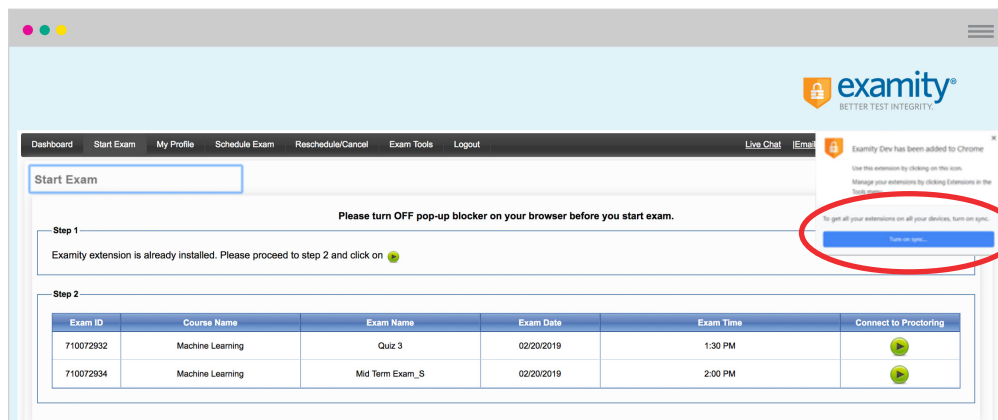 examity®
BETTER TEST INTEGRITY.
Dashboard Start Exam My Profile Schedule Exam Reschedule/Cancel Exam Tools Logout Live Chat |Email
Examity Dev has been added to Chrome
Use this extension by clicking on this icon.
Manage your extensions by clicking Extensions in the
Tools menu.
To get all your extensions on all your devices, turn on sync.
Turn on sync...
Start Exam
Please turn OFF pop-up blocker on your browser before you start exam.
Step 1
Examity extension is already installed. Please proceed to step 2 and click on
Step 2
Exam ID Course Name Exam Name Exam Date Exam Time Connect to Proctoring
710072932 Machine Learning Quiz 3 02/20/2019 1:30 PM
710072934 Machine Learning Mid Term Exam_S 02/20/2019 2:00 PM